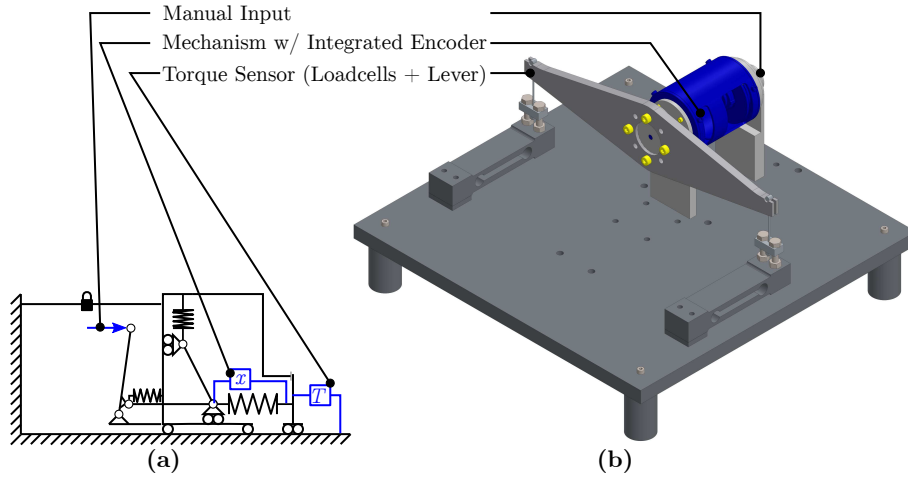 Manual Input
Mechanism w/ Integrated Encoder
Torque Sensor (Loadcells + Lever)
x
T
(a)
(b)